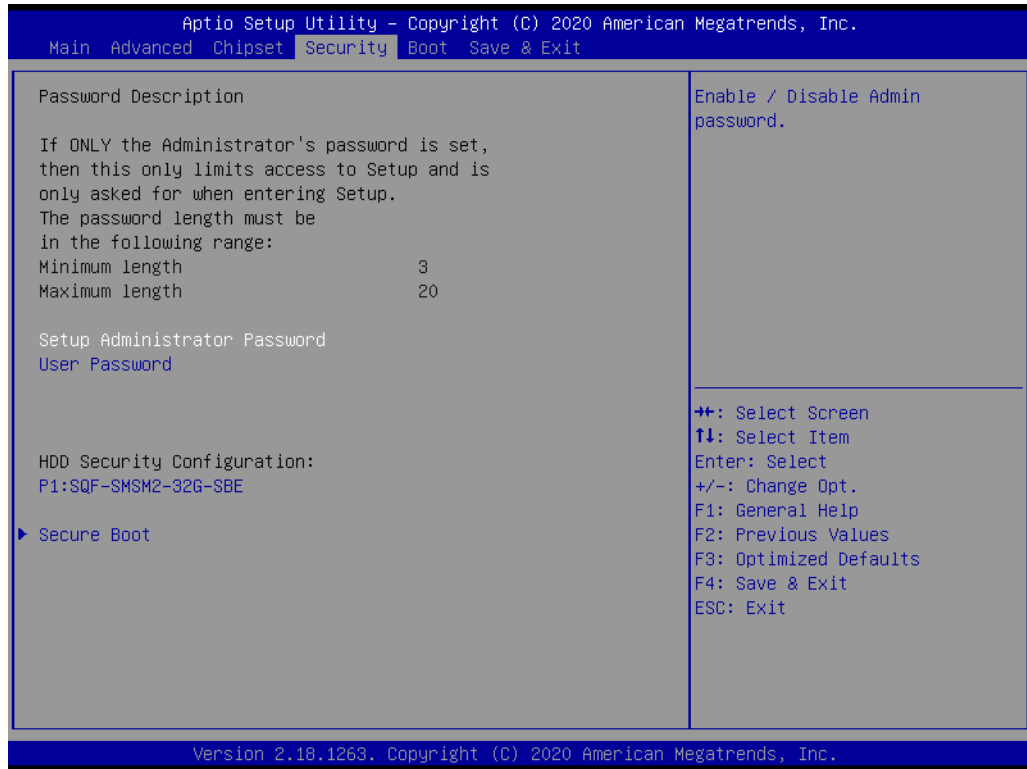 Aptio Setup Utility – Copyright (C) 2020 American Megatrends, Inc.
Main Advanced Chipset Security Boot Save & Exit
Password Description
If ONLY the Administrator's password is set,
then this only limits access to Setup and is
only asked for when entering Setup.
The password length must be
in the following range:
Minimum length 3
Maximum length 20
Setup Administrator Password
User Password
HDD Security Configuration:
P1:SQF-SMSM2-32G-SBE
Secure Boot
Enable / Disable Admin
password.
→←: Select Screen
↑↓: Select Item
Enter: Select
+/-: Change Opt.
F1: General Help
F2: Previous Values
F3: Optimized Defaults
F4: Save & Exit
ESC: Exit
Version 2.18.1263. Copyright (C) 2020 American Megatrends, Inc.